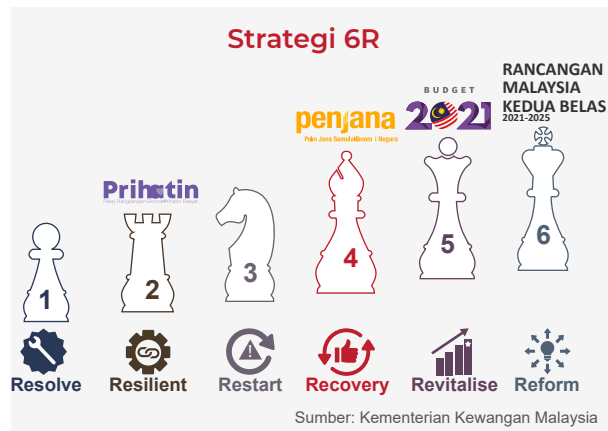 Strategi 6R
RANCANGAN
MALAYSIA
KEDUA BELAS
2021-2025
BUDGET
2021
penjana
Prihatin
1
2
3
4
5
6
Resolve
Resilient
Restart
Recovery
Revitalise
Reform
Sumber: Kementerian Kewangan Malaysia